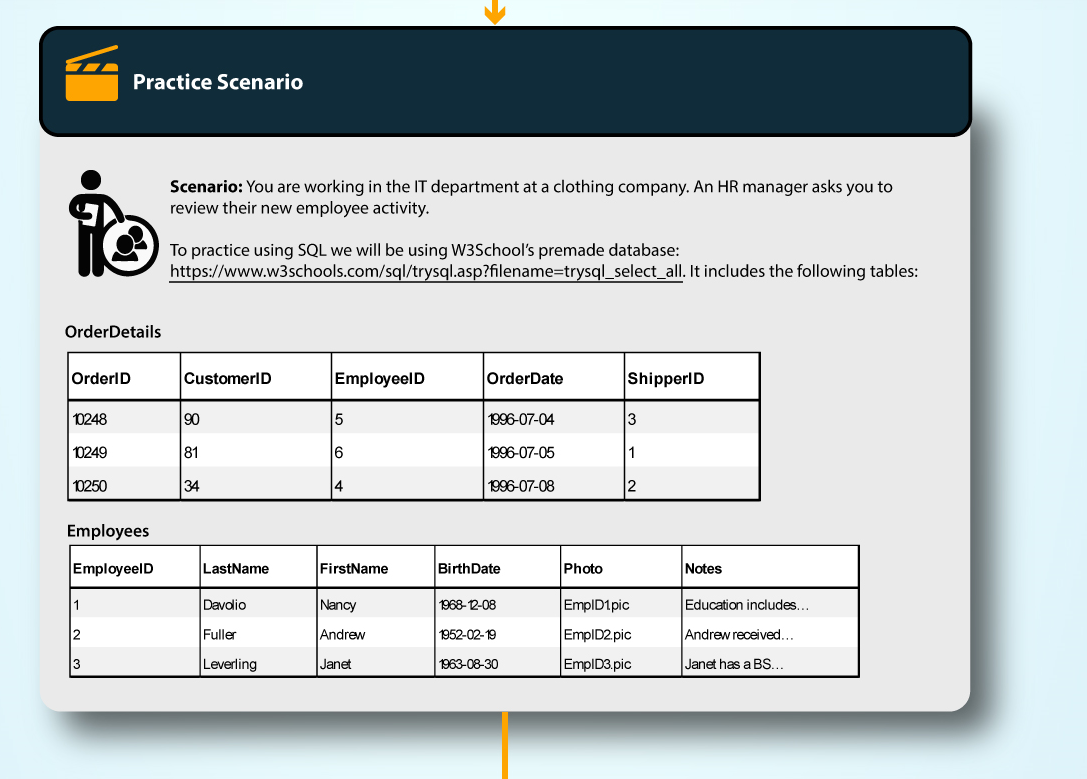 Practice Scenario
Scenario: You are working in the IT department at a clothing company. An HR manager asks you to
review their new employee activity.
To practice using SQL we will be using W3School’s premade database:
https://www.w3schools.com/sql/trysql.asp?filename=trysql_select_all. It includes the following tables:
OrderDetails
OrderID CustomerID EmployeeID OrderDate ShipperID
10248 90 5 1996-07-04 3
10249 81 6 1996-07-05 1
10250 34 4 1996-07-08 2
Employees
EmployeeID LastName FirstName BirthDate Photo Notes
1 Davolio Nancy 1968-12-08 EmpID1.pic Education includes…
2 Fuller Andrew 1952-02-19 EmpID2.pic Andrew received…
3 Leverling Janet 1963-08-30 EmpID3.pic Janet has a BS…